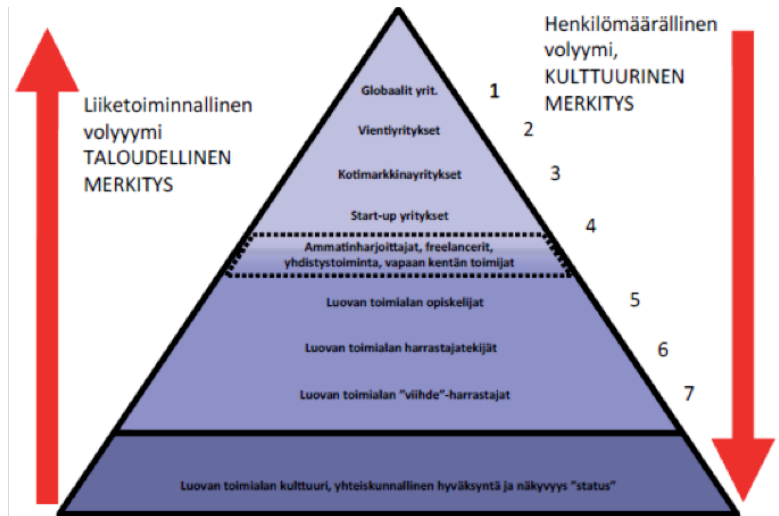 Liiketoiminnallinen
volyyymi
TALOUDELLINEN
MERKITYS
Henkilömäärällinen
volyymi,
KULTTUURINEN
MERKITYS
Globaalit yrit. 1
Vientiyritykset 2
Kotimarkkinayritykset 3
Start-up yritykset 4
Ammatinharjoittajat, freelancerit,
yhdistystoiminta, vapaan kentän toimijat
Luovan toimialan opiskelijat 5
Luovan toimialan harrastajatekijät 6
Luovan toimialan "viihde"-harrastajat 7
Luovan toimialan kulttuuri, yhteiskunnallinen hyväksyntä ja näkyvyys "status"